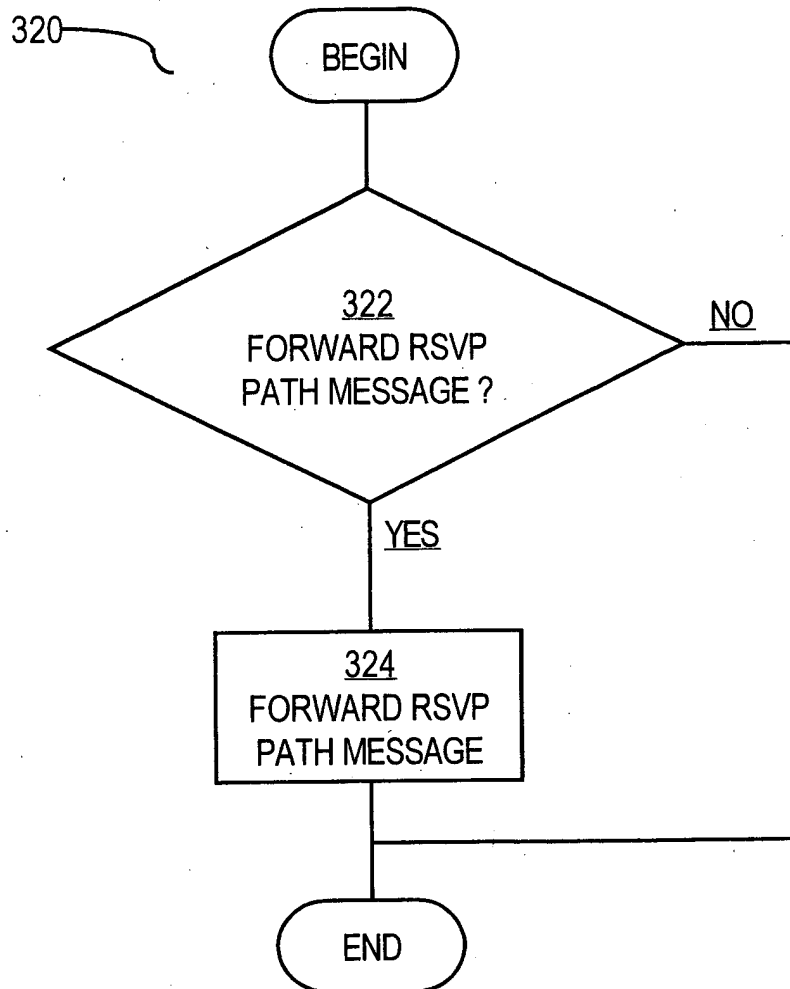 320
BEGIN
322
FORWARD RSVP
PATH MESSAGE ?
NO
YES
324
FORWARD RSVP
PATH MESSAGE
END